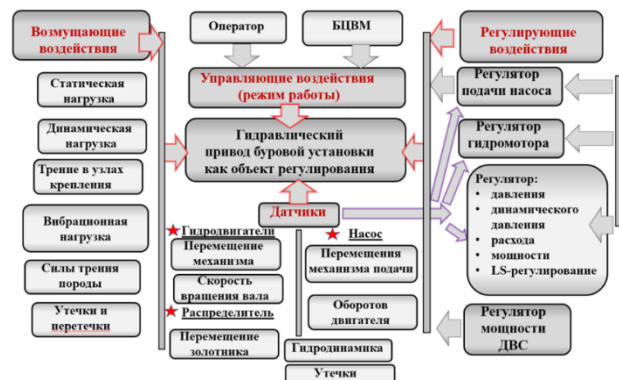 Возмущающие
воздействия
Оператор
БЦВМ
Регулирующие
воздействия
Управляющие воздействия
(режим работы)
Статическая
нагрузка
Динамическая
нагрузка
Трение в узлах
крепления
Вибрационная
нагрузка
Силы трения
породы
Утечки и
перетечки
Гидравлический
привод буровой установки
как объект регулирования
Датчики
Гидродвигатели
Перемещение
механизма
Скорость
вращения вала
Распределитель
Перемещение
золотника
Насос
Перемещения
механизма подачи
Оборотов
двигателя
Гидродинамика
Утечки
Регулятор
подачи насоса
Регулятор
гидромотора
Регулятор:
• давления
• динамического
давления
• расхода
• мощности
• LS-регулирование
Регулятор
мощности
ДВС